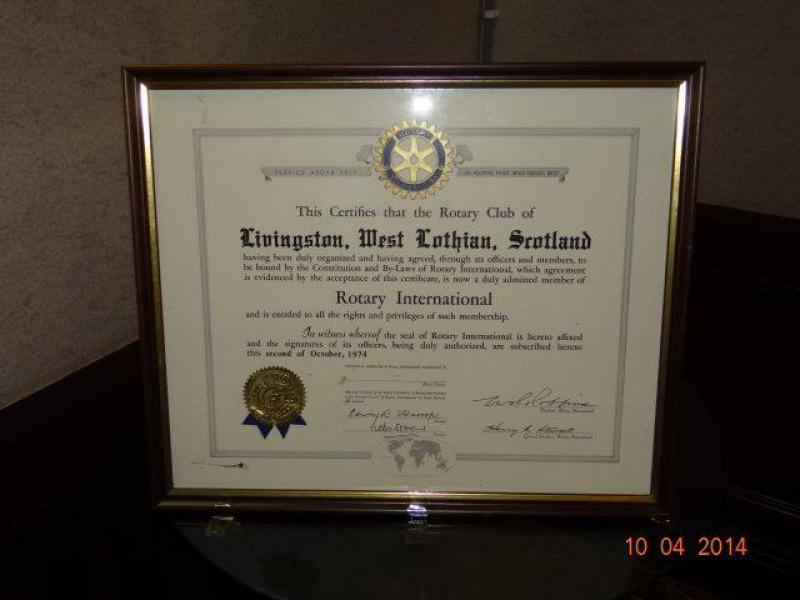 ROTARY
INTERNATIONAL
SERVICE ABOVE SELF
HE PROFITS MOST WHO SERVES BEST
This Certifies that the Rotary Club of
Livingston, West Lothian, Scotland
having been duly organized and having agreed, through its officers and members, to
be bound by the Constitution and By-Laws of Rotary International, which agreement
is evidenced by the acceptance of this certificate, is now a duly admitted member of
Rotary International
and is entitled to all the rights and privileges of such membership.
In witness whereof the seal of Rotary International is hereto affixed
and the signatures of its officers, being duly authorized, are subscribed hereto
this second of October, 1974
10 04 2014